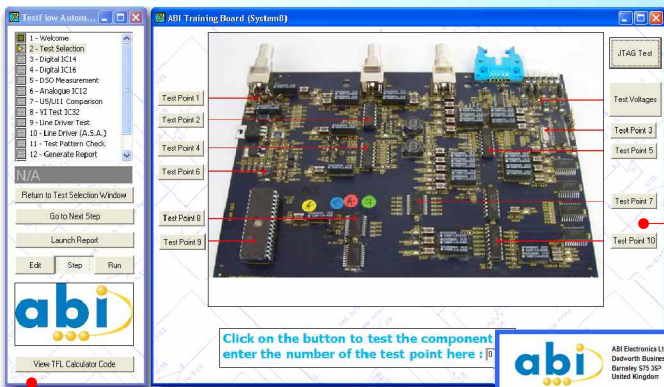 TestFlow Autom...
1 - Welcome
2 - Test Selection
3 - Digital IC14
4 - Digital IC16
5 - DSO Measurement
6 - Analogue IC12
7 - U5/U11 Comparison
8 - VI Test IC32
9 - Line Driver Test
10 - Line Driver (A.S.A.)
11 - Test Pattern Check.
12 - Generate Report
N/A
Return to Test Selection Window
Go to Next Step
Launch Report
Edit Step Run
abi
View TFL Calculator Code
ABI Training Board (System8)
Test Point 1
Test Point 2
Test Point 4
Test Point 6
Test Point 8
Test Point 9
JTAG Test
Test Voltages
Test Point 3
Test Point 5
Test Point 7
Test Point 10
Click on the button to test the component
enter the number of the test point here : 0
abi
ABI Electronics Lt
Dodworth Busines
Barnsley S75 3SP
United Kingdom